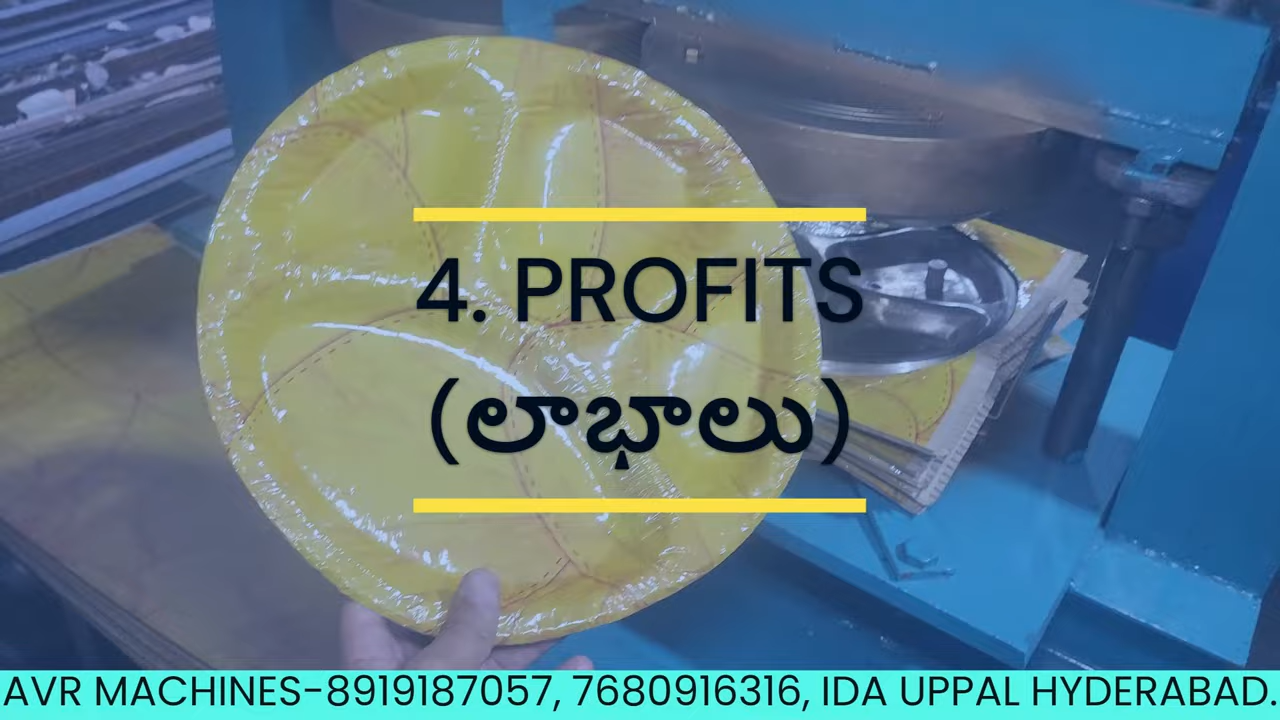 4. PROFITS
(లాభాలు)
AVR MACHINES-8919187057, 7680916316, IDA UPPAL HYDERABAD.